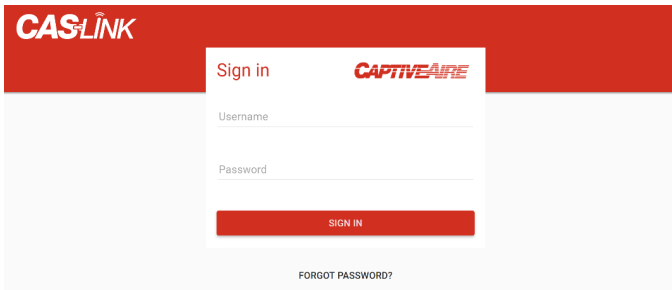 CASLINK
Sign in
CAPTIVEAIRE
Username
Password
SIGN IN
FORGOT PASSWORD?